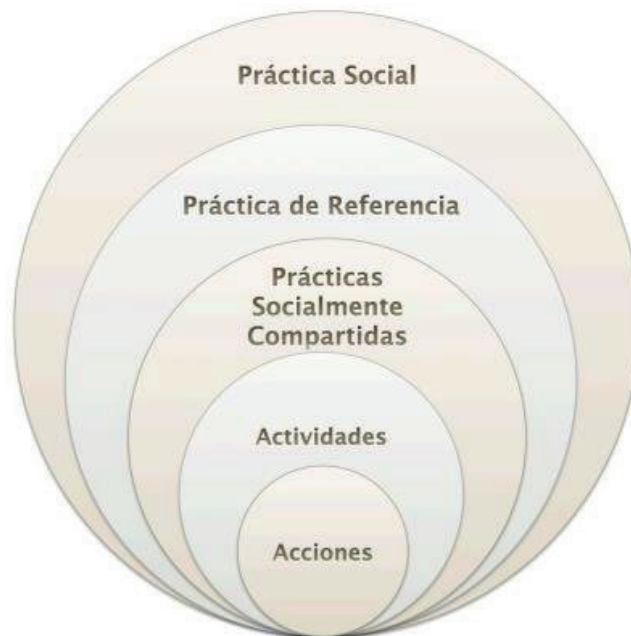 Práctica Social
Práctica de Referencia
Prácticas
Socialmente
Compartidas
Actividades
Acciones